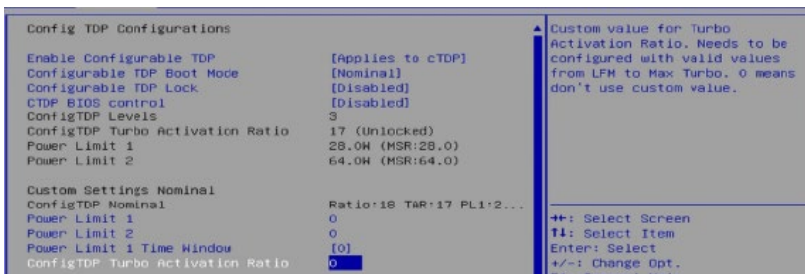 Config TDP Configurations
Enable Configurable TDP [Applies to cTDP]
Configurable TDP Boot Mode [Nominal]
Configurable TDP Lock [Disabled]
CTDP BIOS control [Disabled]
ConfigTDP Levels 3
ConfigTDP Turbo Activation Ratio 17 (Unlocked)
Power Limit 1 28.0W (MSR:28.0)
Power Limit 2 64.0W (MSR:64.0)
Custom Settings Nominal
ConfigTDP Nominal Ratio:18 TAR:17 PL1:2...
Power Limit 1 0
Power Limit 2 0
Power Limit 1 Time Window [0]
ConfigTDP Turbo Activation Ratio 0
Custom value for Turbo
Activation Ratio. Needs to be
configured with valid values
from LFM to Max Turbo. 0 means
don't use custom value.
→←: Select Screen
↑↓: Select Item
Enter: Select
+/-: Change Opt.